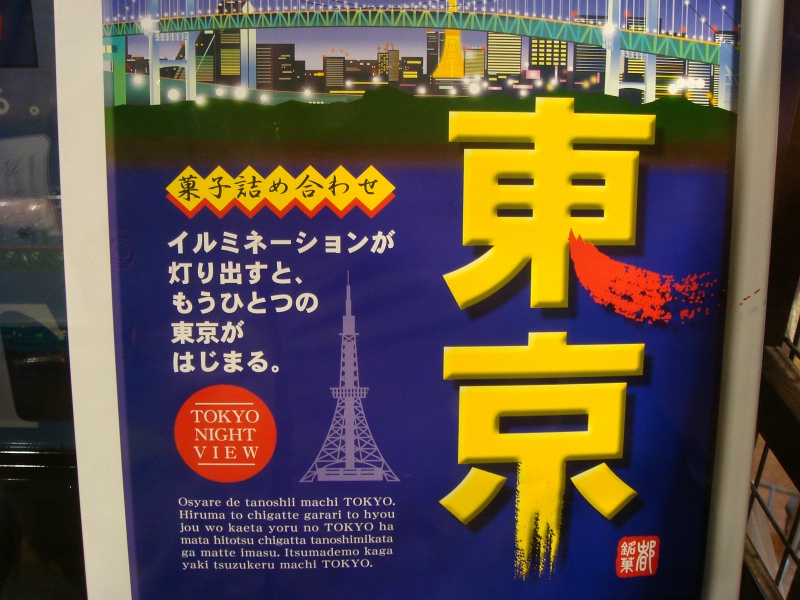 東京
菓子詰め合わせ
イルミネーションが
灯り出すと、
もうひとつの
東京が
はじまる。
TOKYO
NIGHT
VIEW
Osyare de tanoshii machi TOKYO.
Hiruma to chigatte garari to hyou
jou wo kaeta yoru no TOKYO ha
mata hitotsu chigatta tanoshimikata
ga matte imasu. Itsumademo kaga
yaki tsuzukeru machi TOKYO.
都
銘菓